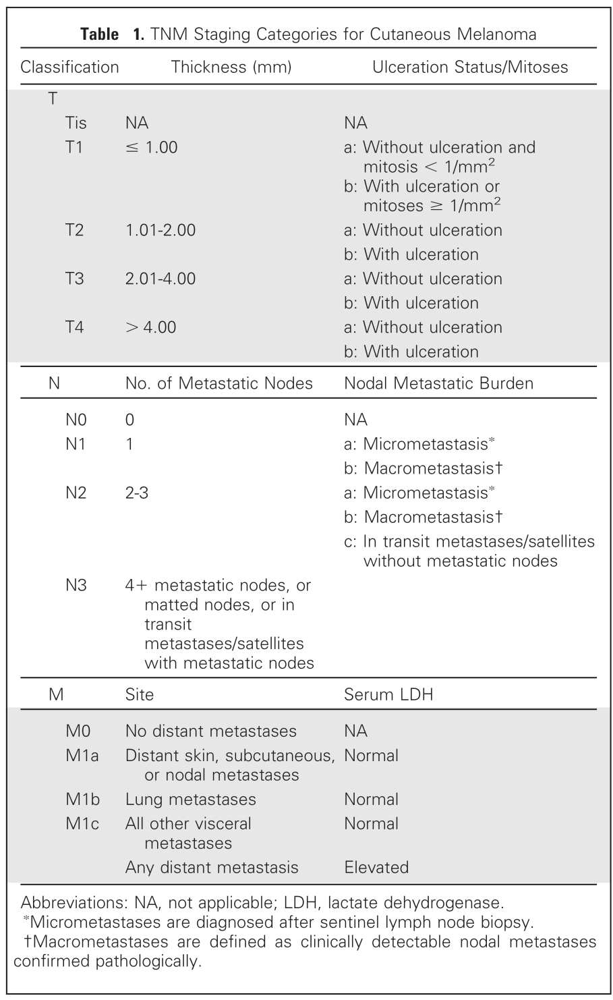 Table 1. TNM Staging Categories for Cutaneous Melanoma
Classification Thickness (mm) Ulceration Status/Mitoses
T
Tis NA NA
T1 ≤ 1.00 a: Without ulceration and
mitosis < 1/mm²
b: With ulceration or
mitoses ≥ 1/mm²
T2 1.01-2.00 a: Without ulceration
b: With ulceration
T3 2.01-4.00 a: Without ulceration
b: With ulceration
T4 > 4.00 a: Without ulceration
b: With ulceration
N No. of Metastatic Nodes Nodal Metastatic Burden
N0 0 NA
N1 1 a: Micrometastasis*
b: Macrometastasis†
N2 2-3 a: Micrometastasis*
b: Macrometastasis†
c: In transit metastases/satellites
without metastatic nodes
N3 4+ metastatic nodes, or
matted nodes, or in
transit
metastases/satellites
with metastatic nodes
M Site Serum LDH
M0 No distant metastases NA
M1a Distant skin, subcutaneous, Normal
or nodal metastases
M1b Lung metastases Normal
M1c All other visceral Normal
metastases
Any distant metastasis Elevated
Abbreviations: NA, not applicable; LDH, lactate dehydrogenase.
*Micrometastases are diagnosed after sentinel lymph node biopsy.
†Macrometastases are defined as clinically detectable nodal metastases
confirmed pathologically.